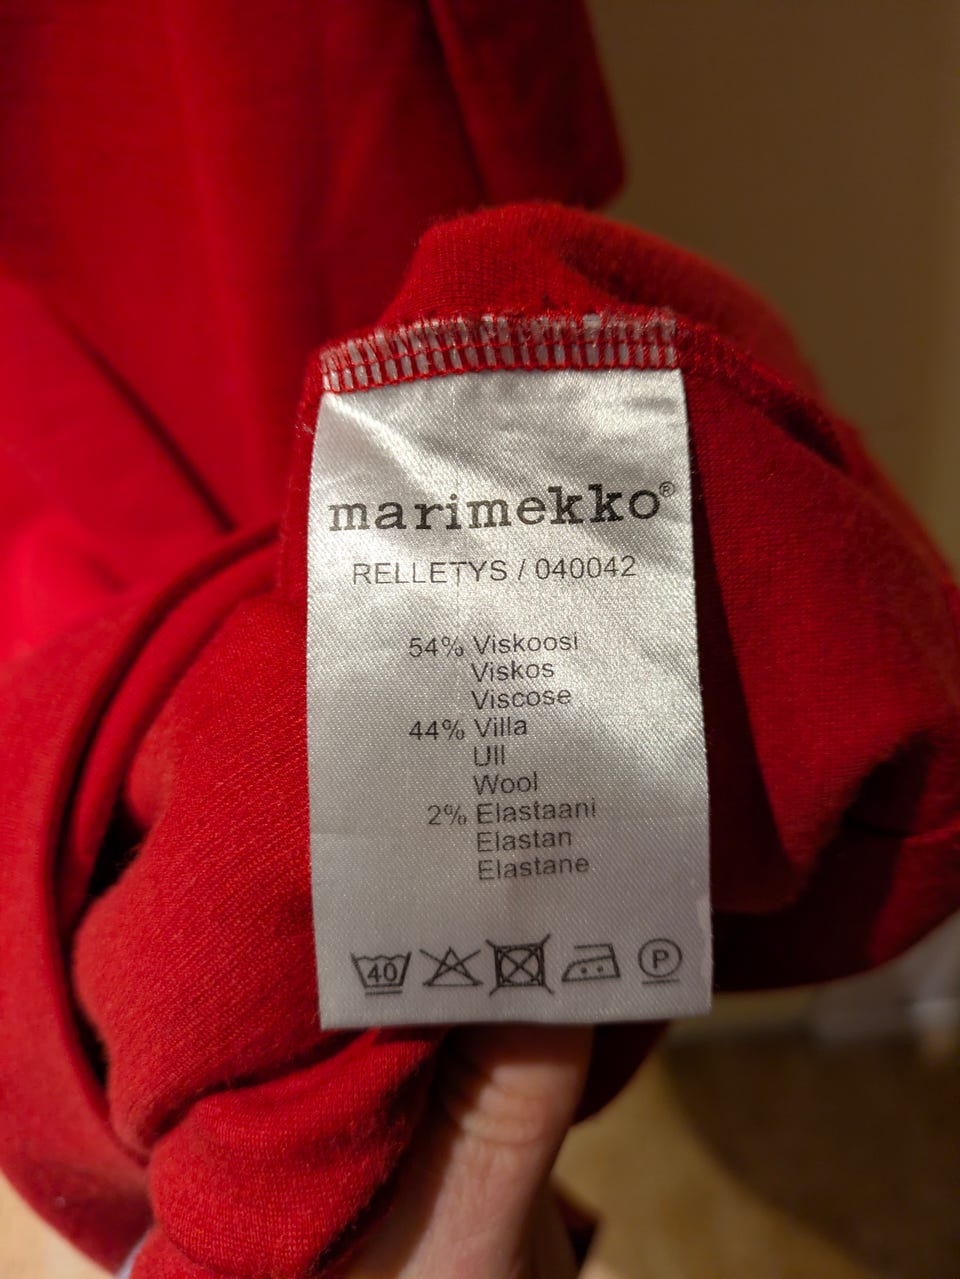 marimekko®
RELLETYS / 040042
54% Viskoosi
Viskos
Viscose
44% Villa
Ull
Wool
2% Elastaani
Elastan
Elastane
40
P